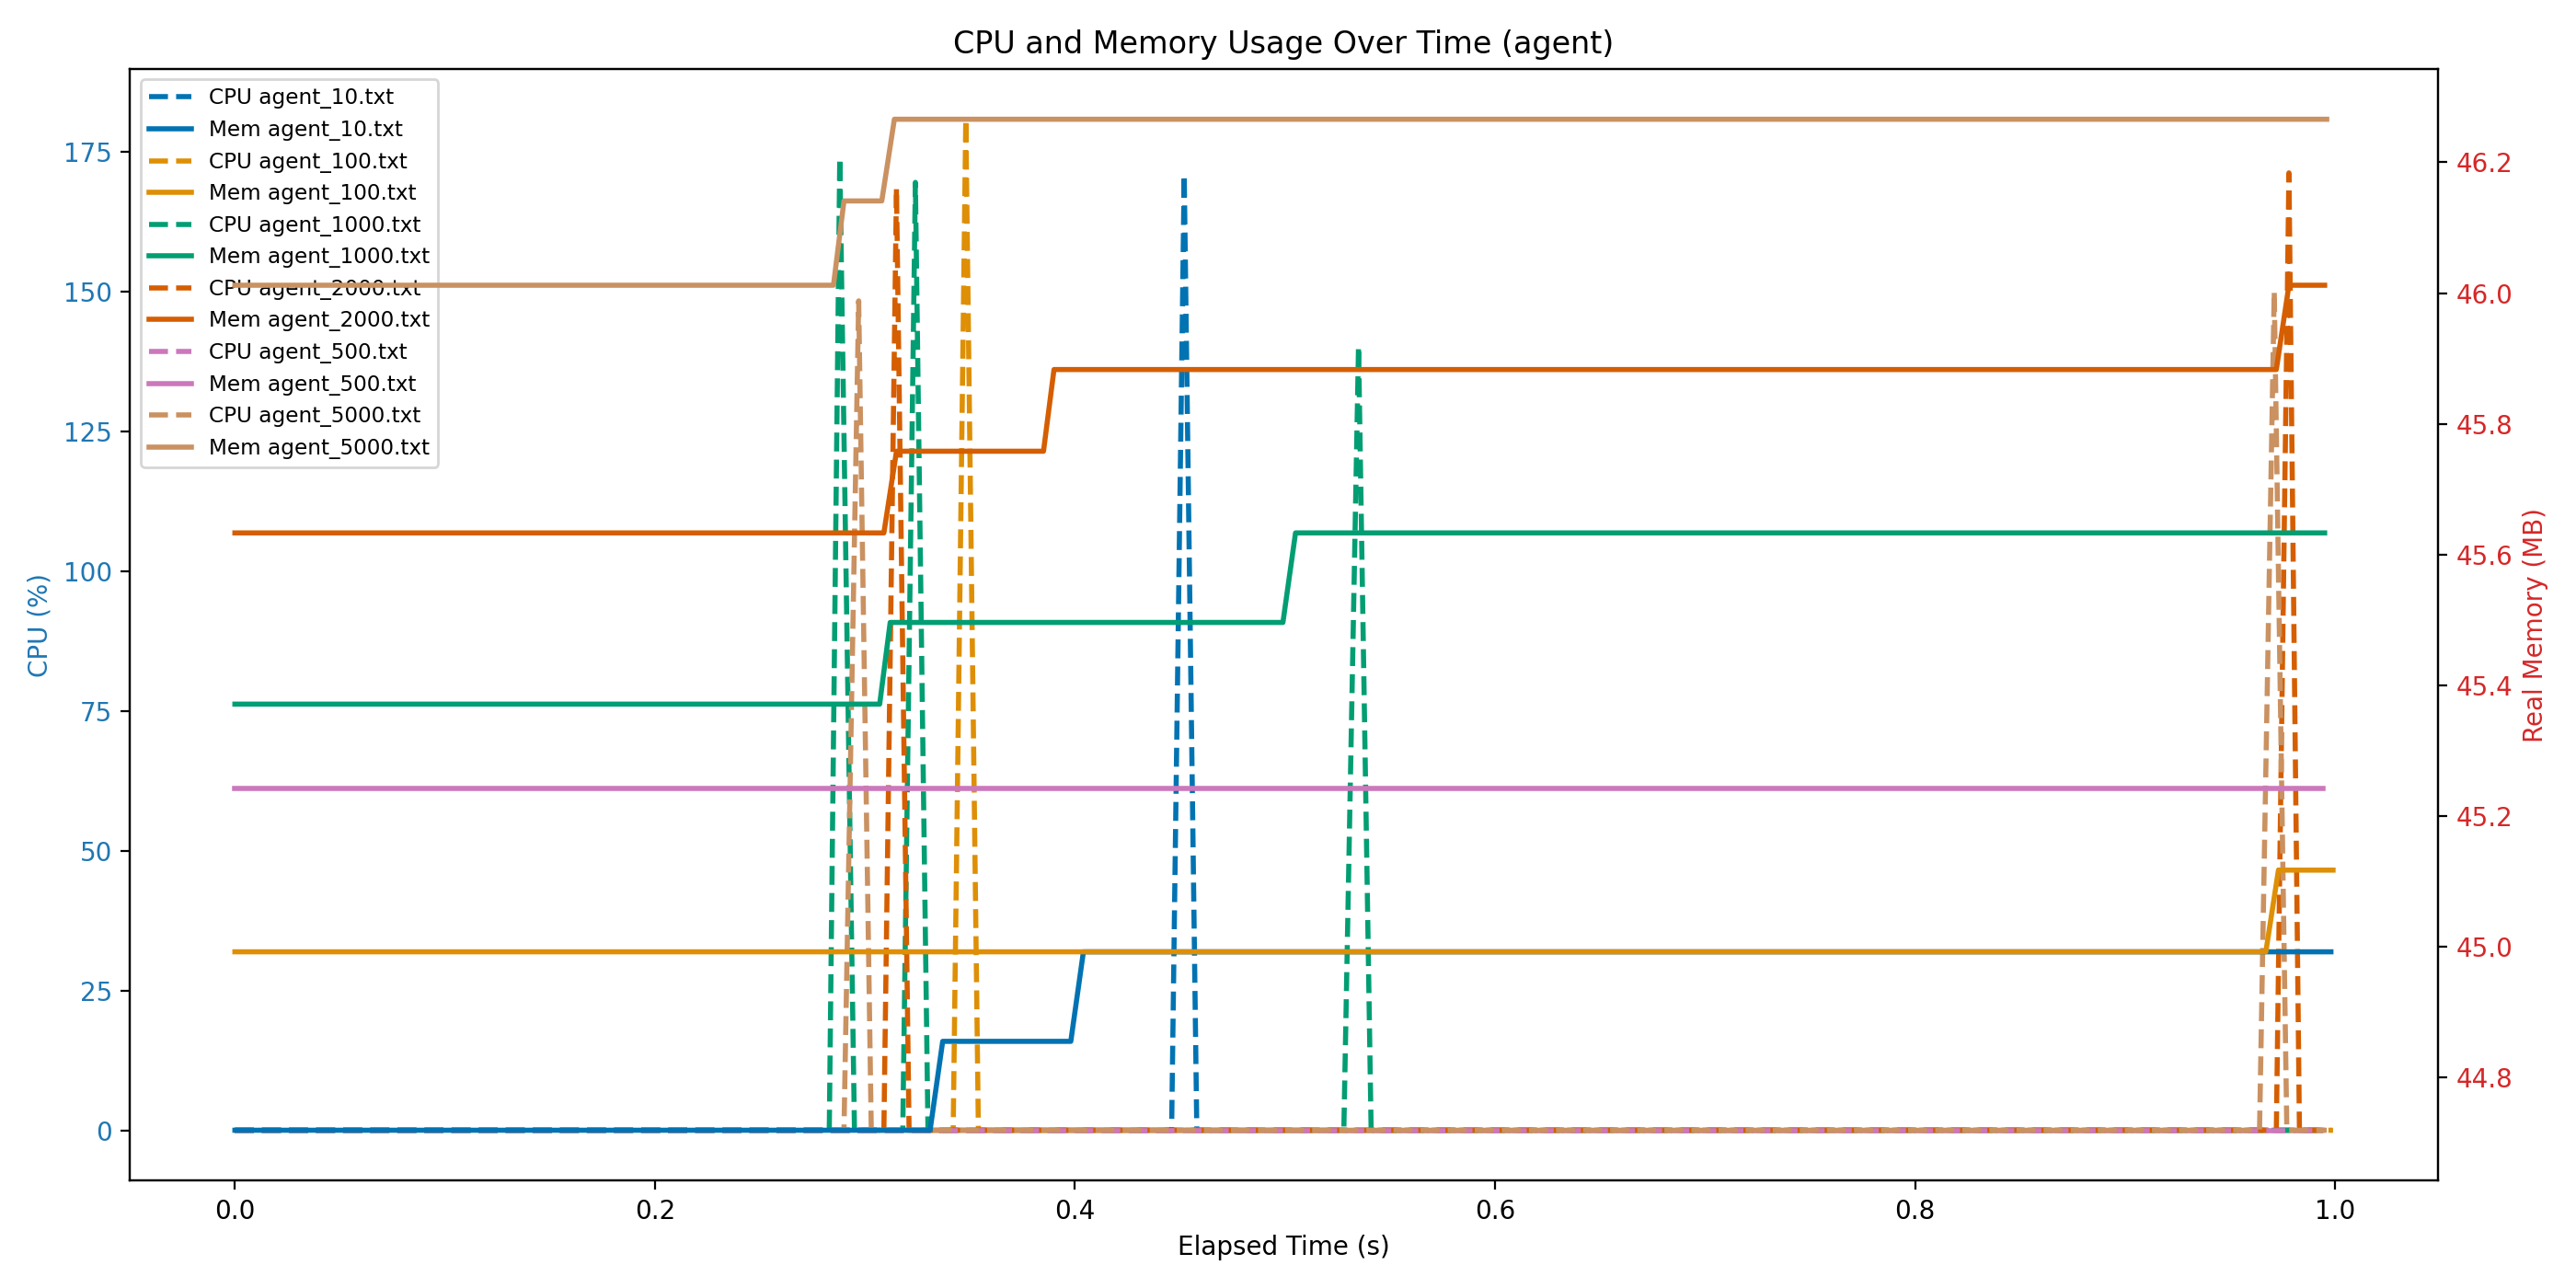 CPU and Memory Usage Over Time (agent)
CPU agent_10.txt
Mem agent_10.txt
CPU agent_100.txt
Mem agent_100.txt
CPU agent_1000.txt
Mem agent_1000.txt
CPU agent_2000.txt
Mem agent_2000.txt
CPU agent_500.txt
Mem agent_500.txt
CPU agent_5000.txt
Mem agent_5000.txt
CPU (%)
175
150
125
100
75
50
25
0
46.2
46.0
45.8
45.6
45.4
45.2
45.0
44.8
Real Memory (MB)
0.0
0.2
0.4
0.6
0.8
1.0
Elapsed Time (s)